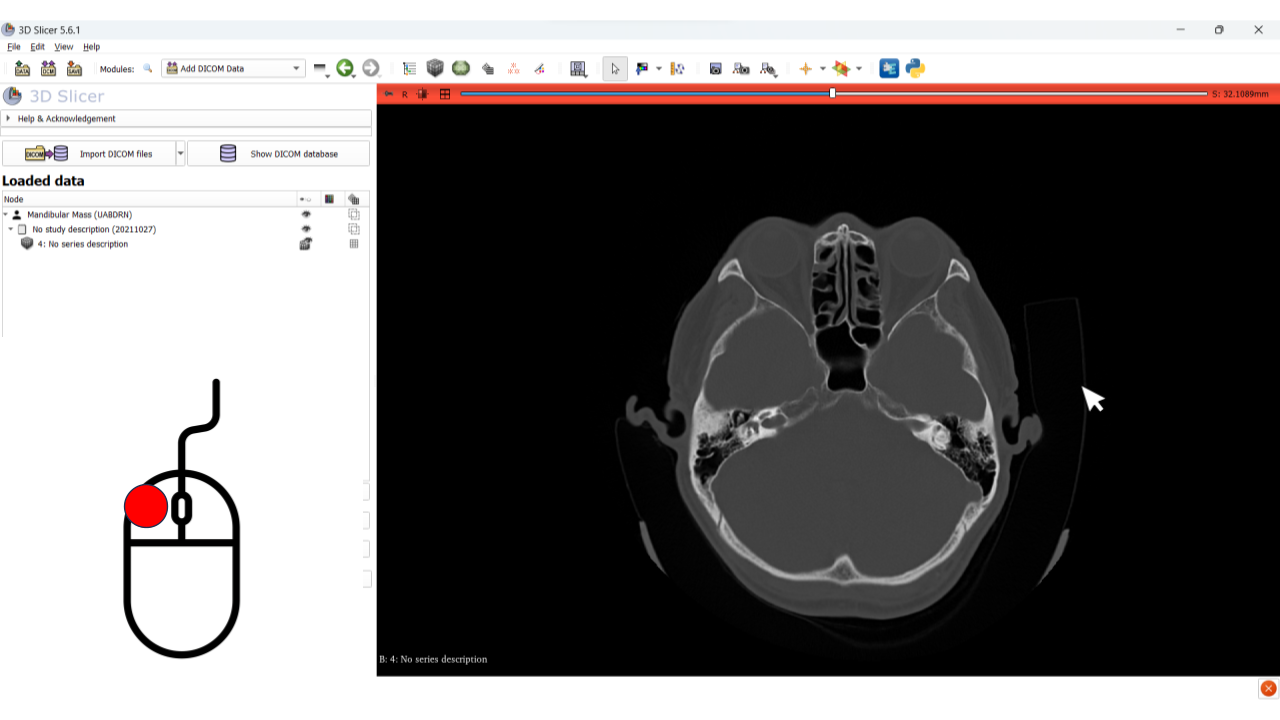 3D Slicer 5.6.1
File Edit View Help
DATA DCM SAVE Modules: Add DICOM Data
3D Slicer
R S: 32.1089mm
Help & Acknowledgement
DICOM Import DICOM files Show DICOM database
Loaded data
Node
Mandibular Mass (UABDRN)
No study description (20211027)
4: No series description
B: 4: No series description